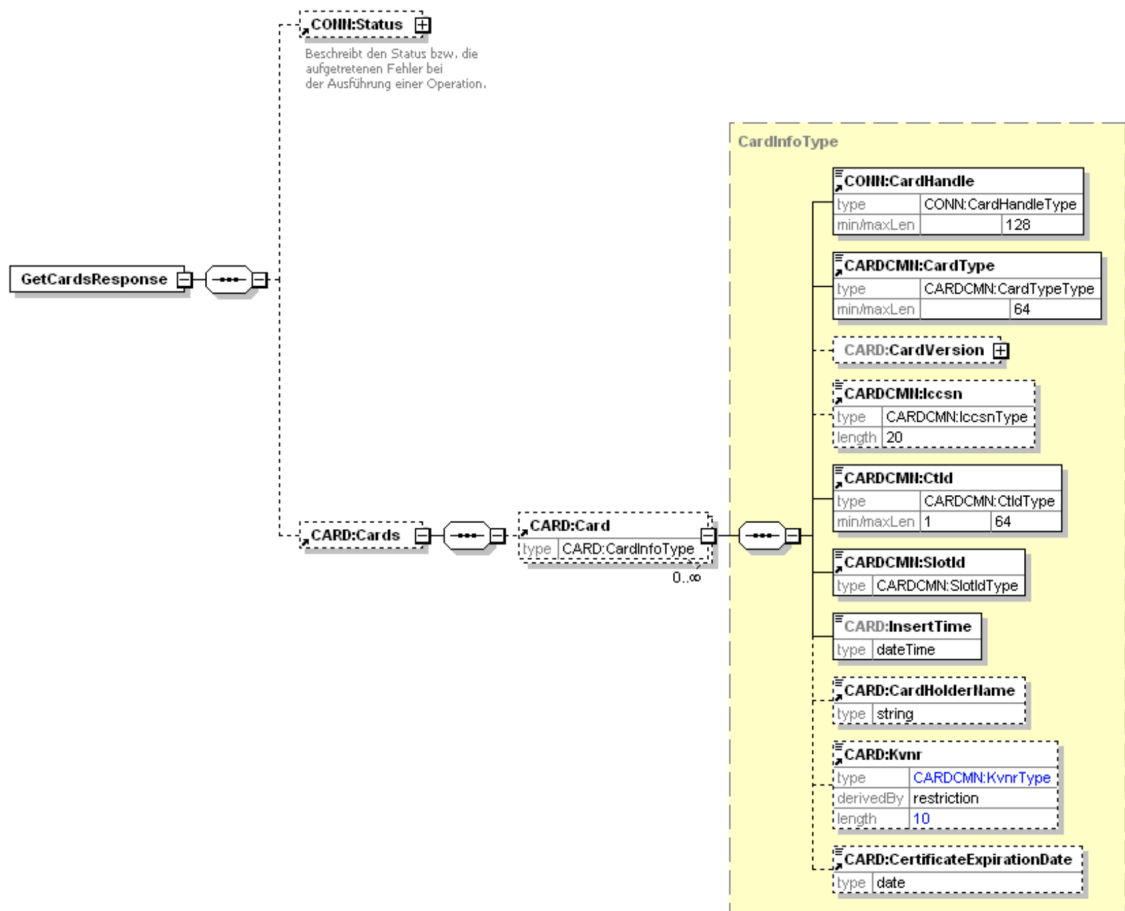 CONN:Status
Beschreibt den Status bzw. die
aufgetretenen Fehler bei
der Ausführung einer Operation.
GetCardsResponse
CARD:Cards
CARD:Card
type CARD:CardInfoType
0..∞
CardInfoType
CONN:CardHandle
type CONN:CardHandleType
min/maxLen 128
CARDCMN:CardType
type CARDCMN:CardTypeType
min/maxLen 64
CARD:CardVersion
CARDCMN:Iccsn
type CARDCMN:IccsnType
length 20
CARDCMN:CtId
type CARDCMN:CtIdType
min/maxLen 1 64
CARDCMN:SlotId
type CARDCMN:SlotIdType
CARD:InsertTime
type dateTime
CARD:CardHolderName
type string
CARD:Kvnr
type CARDCMN:KvnrType
derivedBy restriction
length 10
CARD:CertificateExpirationDate
type date